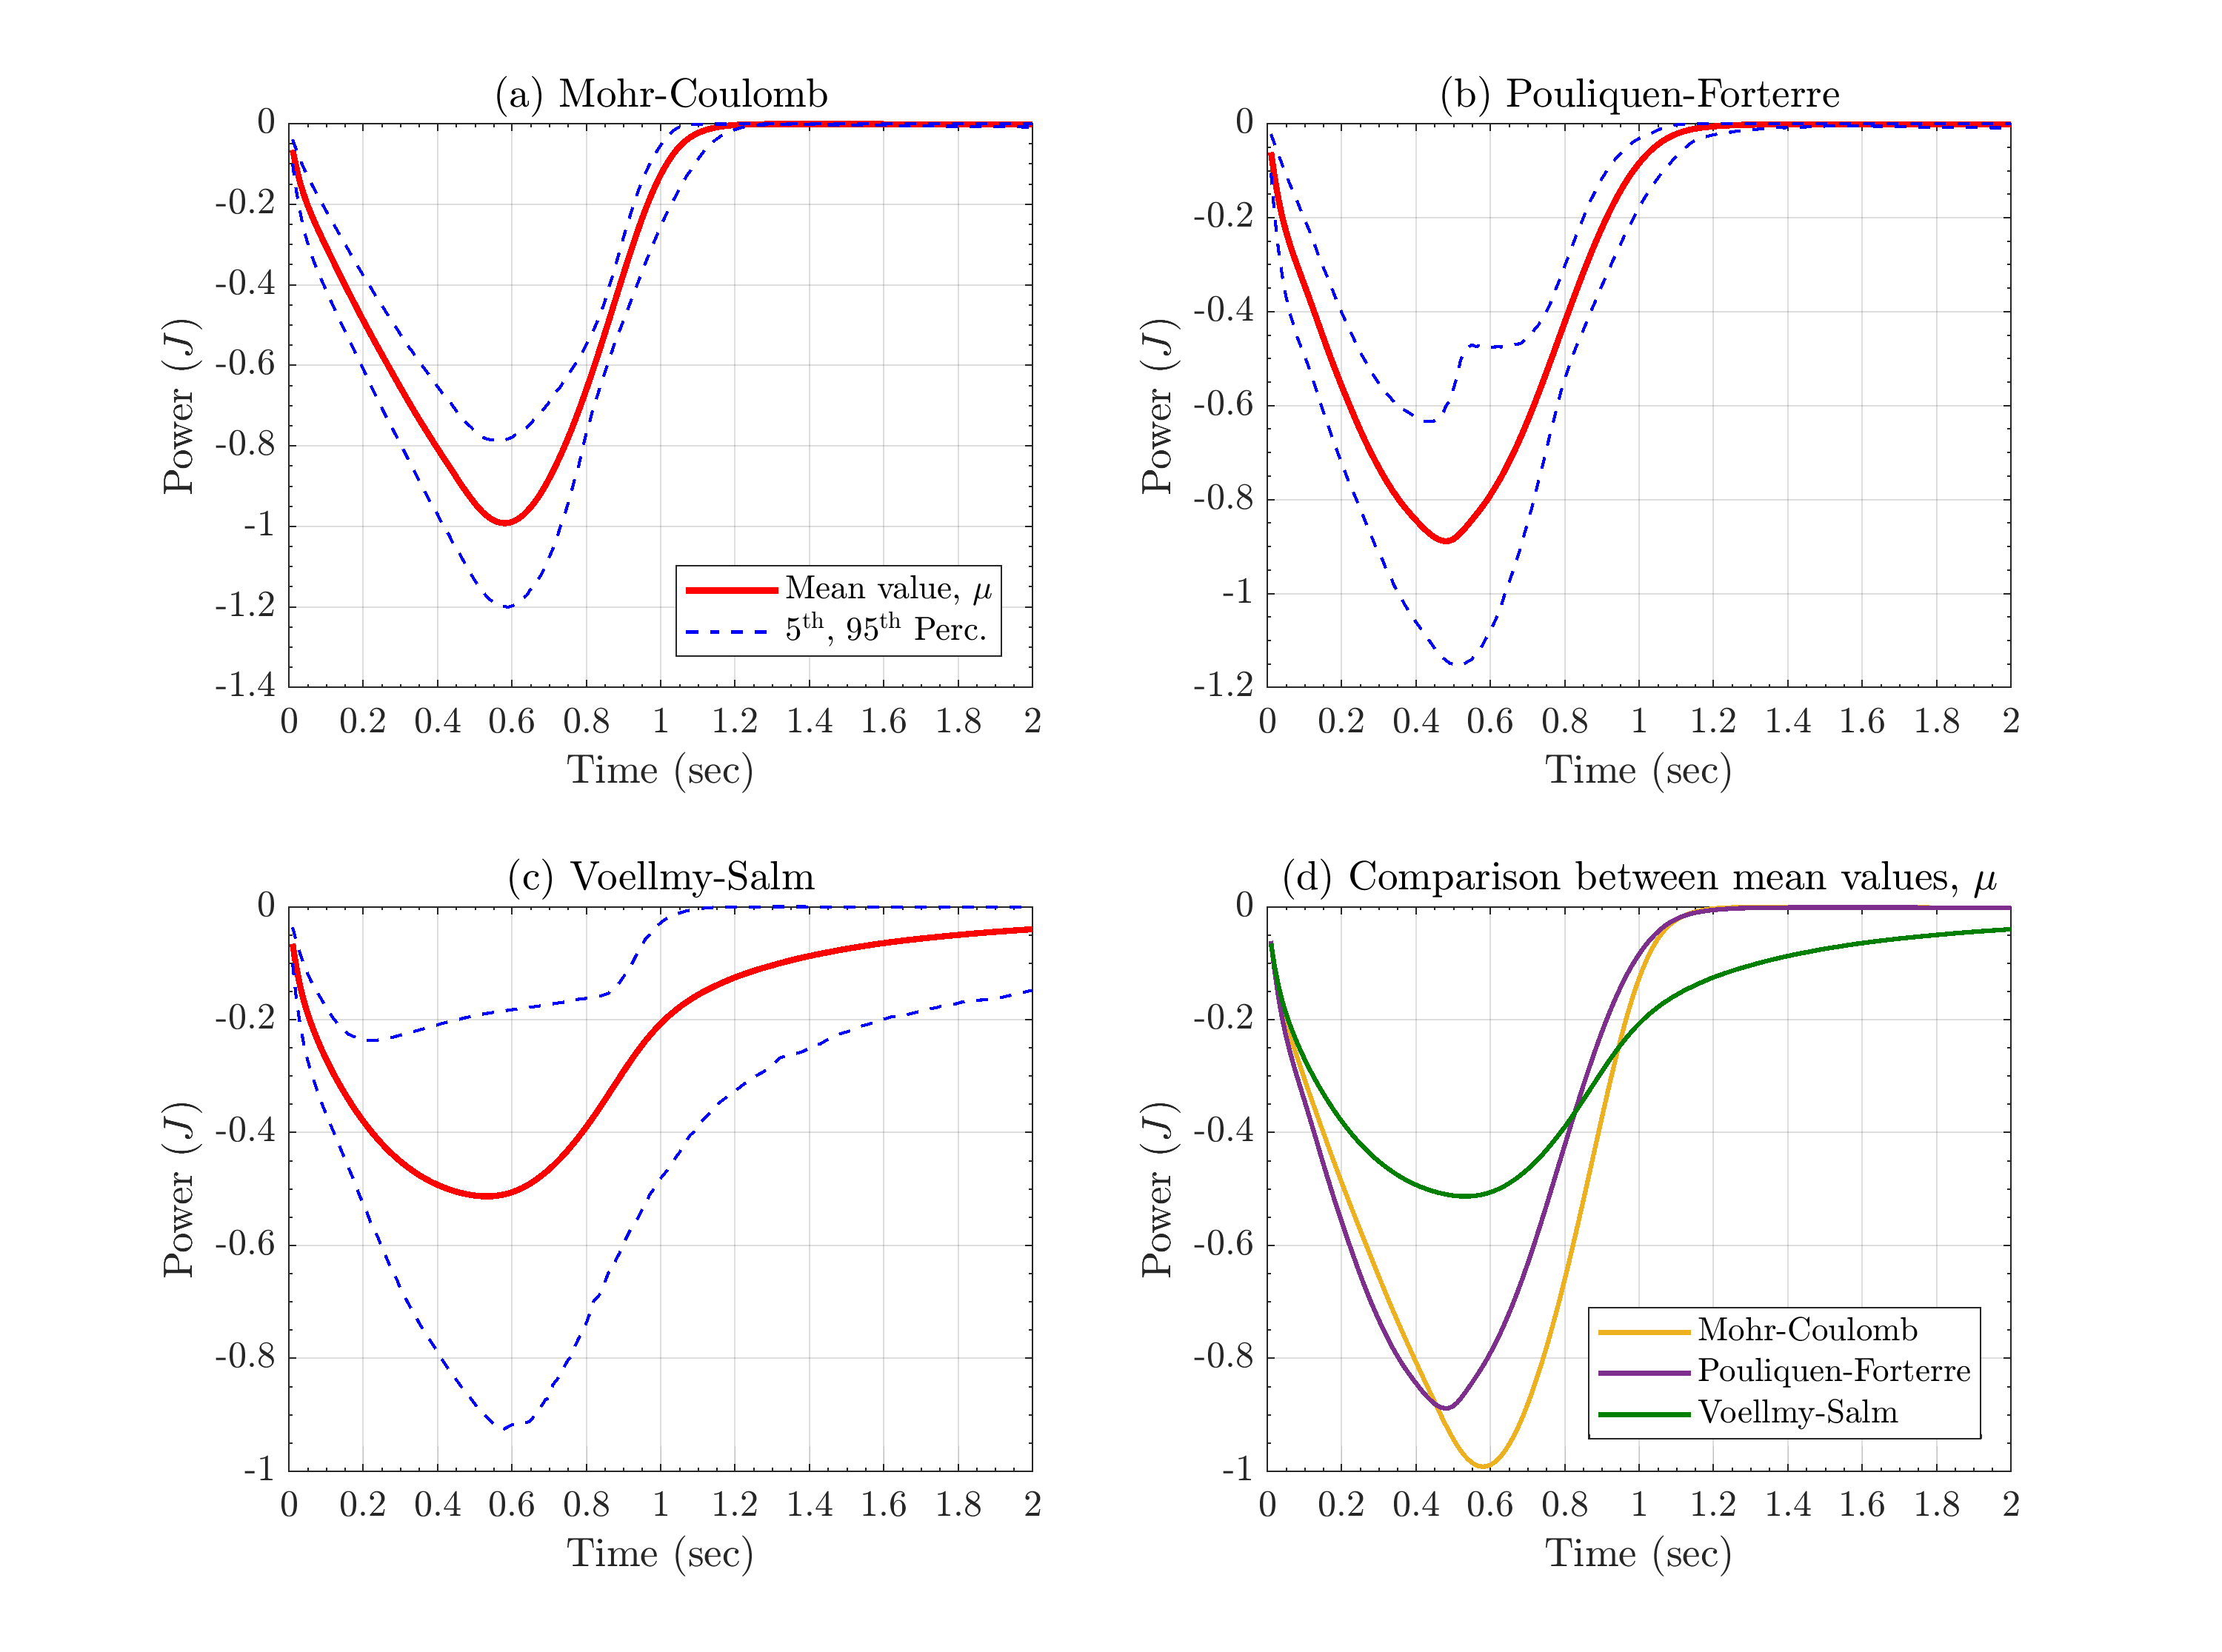 (a) Mohr-Coulomb
0
-0.2
-0.4
-0.6
-0.8
-1
-1.2
-1.4
Power (J)
Mean value, μ
5th, 95th Perc.
0 0.2 0.4 0.6 0.8 1 1.2 1.4 1.6 1.8 2
Time (sec)
(b) Pouliquen-Forterre
0
-0.2
-0.4
-0.6
-0.8
-1
-1.2
Power (J)
0 0.2 0.4 0.6 0.8 1 1.2 1.4 1.6 1.8 2
Time (sec)
(c) Voellmy-Salm
0
-0.2
-0.4
-0.6
-0.8
-1
Power (J)
0 0.2 0.4 0.6 0.8 1 1.2 1.4 1.6 1.8 2
Time (sec)
(d) Comparison between mean values, μ
0
-0.2
-0.4
-0.6
-0.8
-1
Power (J)
Mohr-Coulomb
Pouliquen-Forterre
Voellmy-Salm
0 0.2 0.4 0.6 0.8 1 1.2 1.4 1.6 1.8 2
Time (sec)